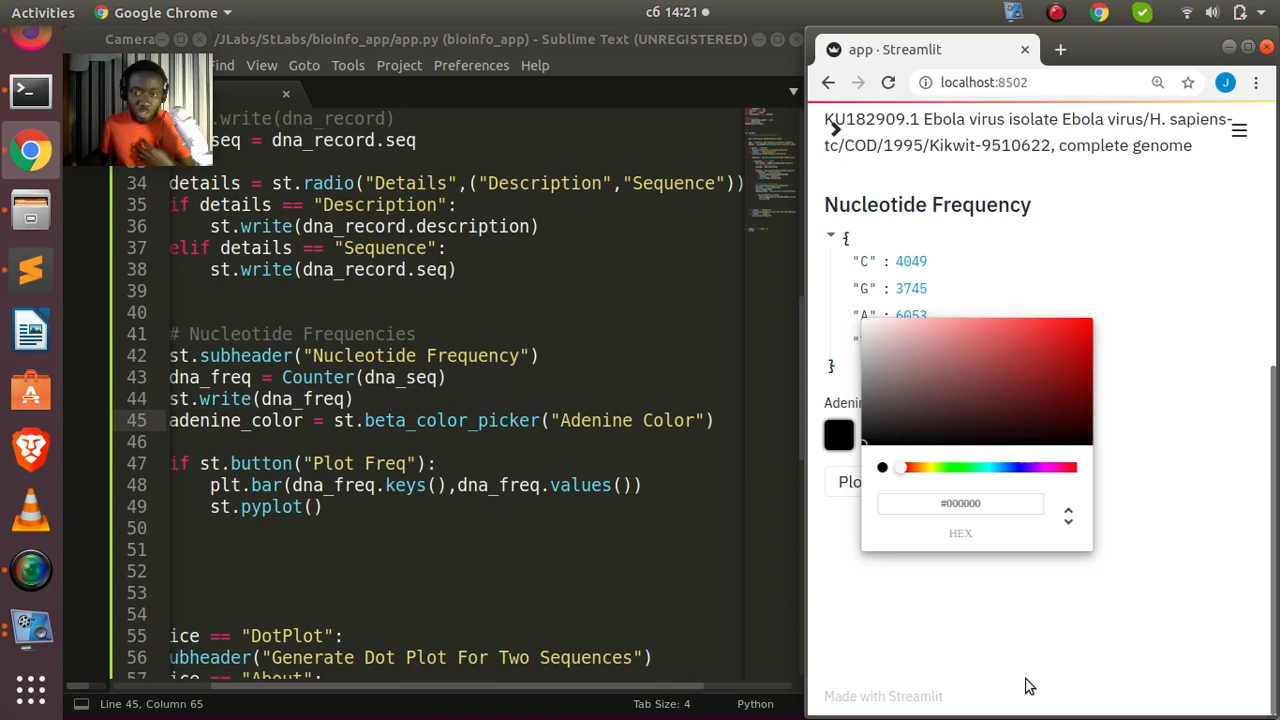 Activities
Google Chrome
сб 14:21
Camera
/JLabs/StLabs/bioinfo_app/app.py (bioinfo_app) - Sublime Text (UNREGISTERED)
Find View Goto Tools Project Preferences Help
.write(dna_record)
seq = dna_record.seq
34 details = st.radio("Details",("Description","Sequence"))
35 if details == "Description":
36 st.write(dna_record.description)
37 elif details == "Sequence":
38 st.write(dna_record.seq)
39
40
41 # Nucleotide Frequencies
42 st.subheader("Nucleotide Frequency")
43 dna_freq = Counter(dna_seq)
44 st.write(dna_freq)
45 adenine_color = st.beta_color_picker("Adenine Color")
46
47 if st.button("Plot Freq"):
48 plt.bar(dna_freq.keys(),dna_freq.values())
49 st.pyplot()
50
51
52
53
54
55 ice == "DotPlot":
56 ubheader("Generate Dot Plot For Two Sequences")
57 ice == "About":
Line 45, Column 65
Tab Size: 4
Python
app · Streamlit
localhost:8502
J
KU182909.1 Ebola virus isolate Ebola virus/H. sapiens-
tc/COD/1995/Kikwit-9510622, complete genome
Nucleotide Frequency
{
"C" : 4049
"G" : 3745
"A" : 6053
}
Adenin
Plo
#000000
HEX
Made with Streamlit